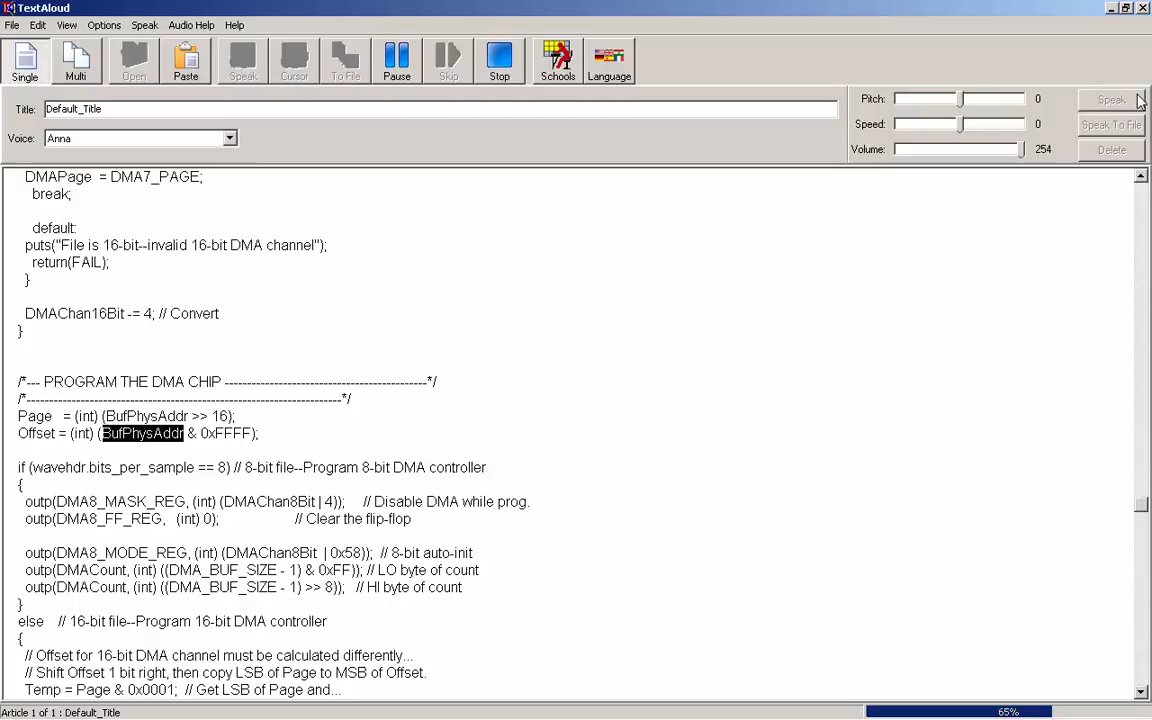 TextAloud
File Edit View Options Speak Audio Help Help
Single Multi Open Paste Speak Cursor To File Pause Skip Stop Schools Language
Title: Default_Title
Voice: Anna
Pitch: 0 Speak
Speed: 0 Speak To File
Volume: 254 Delete
DMAPage = DMA7_PAGE;
break;
default:
puts("File is 16-bit--invalid 16-bit DMA channel");
return(FAIL);
}
DMAChan16Bit -= 4; // Convert
}
/*--- PROGRAM THE DMA CHIP ---------------------------------------------*/
/*----------------------------------------------------------------------*/
Page = (int) (BufPhysAddr >> 16);
Offset = (int) (BufPhysAddr & 0xFFFF);
if (wavehdr.bits_per_sample == 8) // 8-bit file--Program 8-bit DMA controller
{
outp(DMA8_MASK_REG, (int) (DMAChan8Bit | 4)); // Disable DMA while prog.
outp(DMA8_FF_REG, (int) 0); // Clear the flip-flop
outp(DMA8_MODE_REG, (int) (DMAChan8Bit | 0x58)); // 8-bit auto-init
outp(DMACount, (int) ((DMA_BUF_SIZE - 1) & 0xFF)); // LO byte of count
outp(DMACount, (int) ((DMA_BUF_SIZE - 1) >> 8)); // HI byte of count
}
else // 16-bit file--Program 16-bit DMA controller
{
// Offset for 16-bit DMA channel must be calculated differently...
// Shift Offset 1 bit right, then copy LSB of Page to MSB of Offset.
Temp = Page & 0x0001; // Get LSB of Page and...
Article 1 of 1 : Default_Title 65%